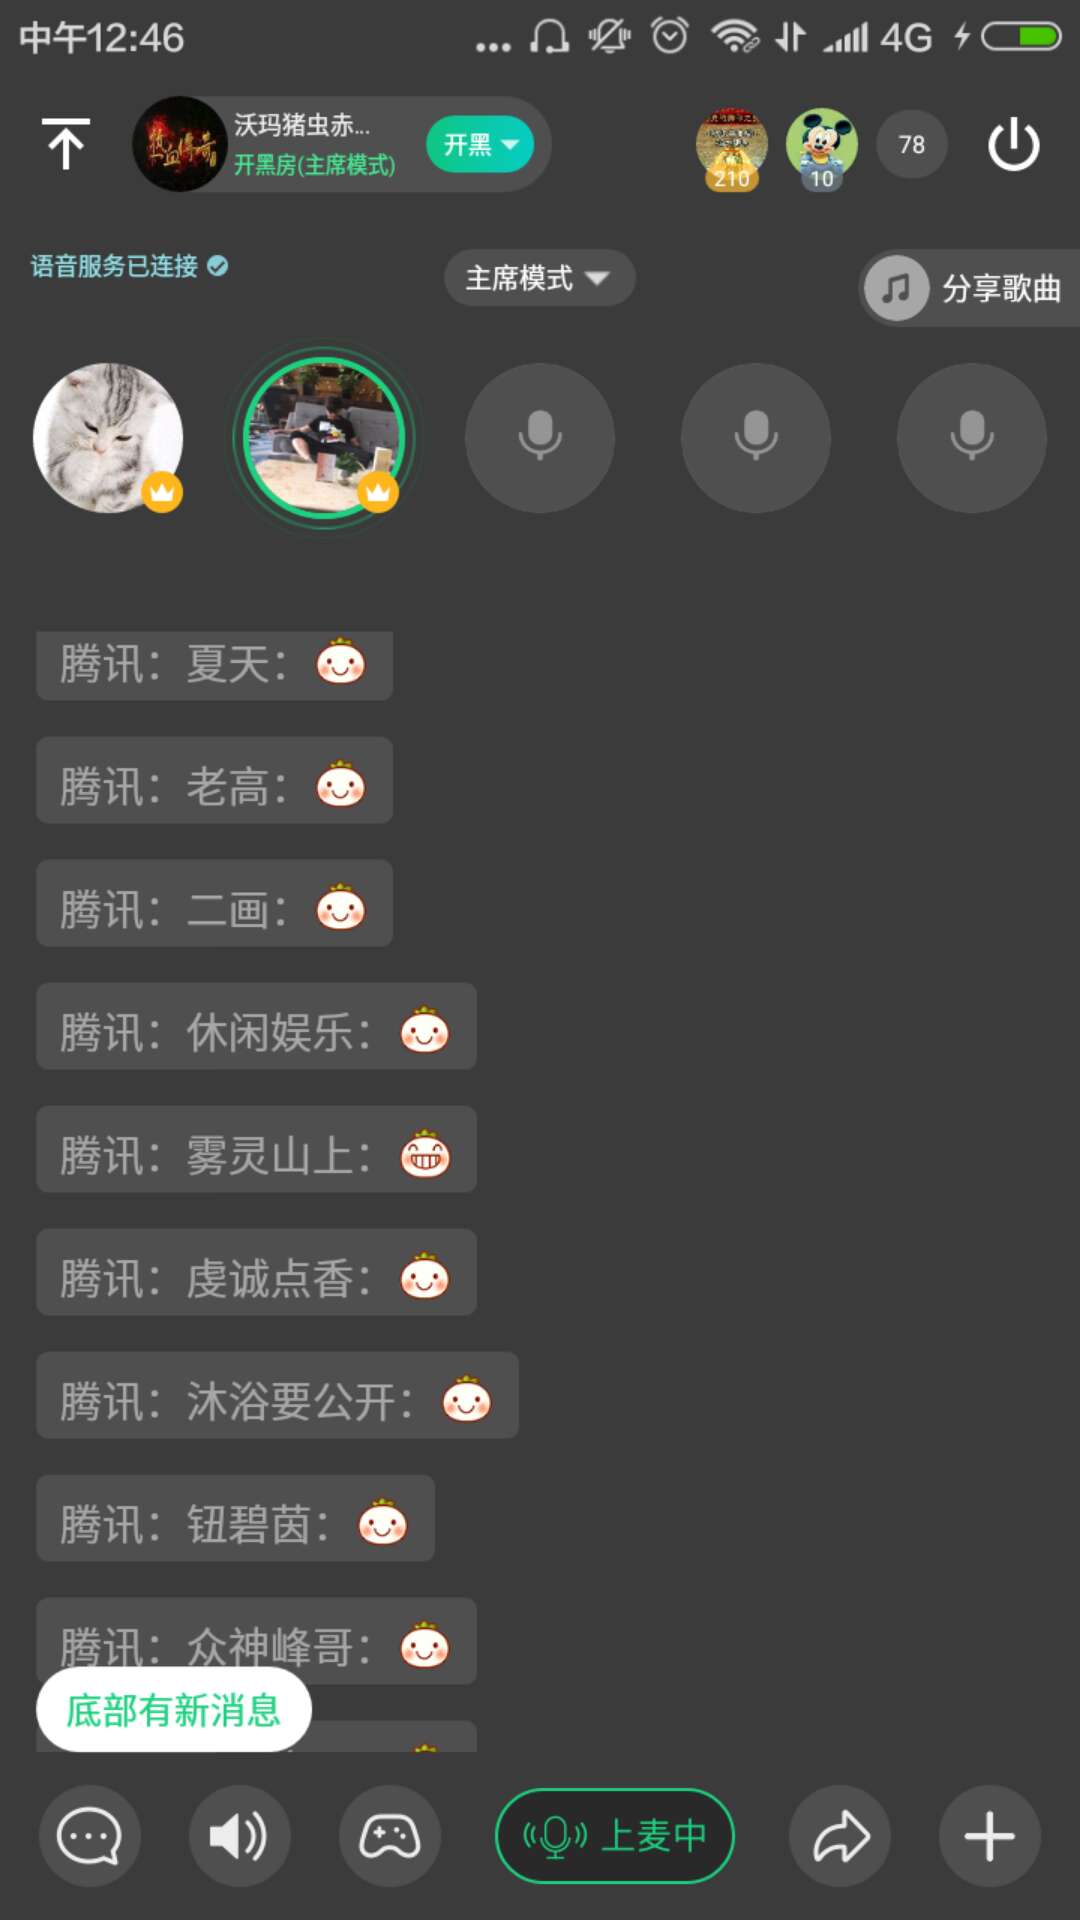 中午12:46
4G
沃玛猪虫赤...
开黑房(主席模式)
开黑
210
10
78
语音服务已连接
主席模式
分享歌曲
腾讯：夏天：
腾讯：老高：
腾讯：二画：
腾讯：休闲娱乐：
腾讯：雾灵山上：
腾讯：虔诚点香：
腾讯：沐浴要公开：
腾讯：钮碧茵：
腾讯：众神峰哥：
底部有新消息
上麦中